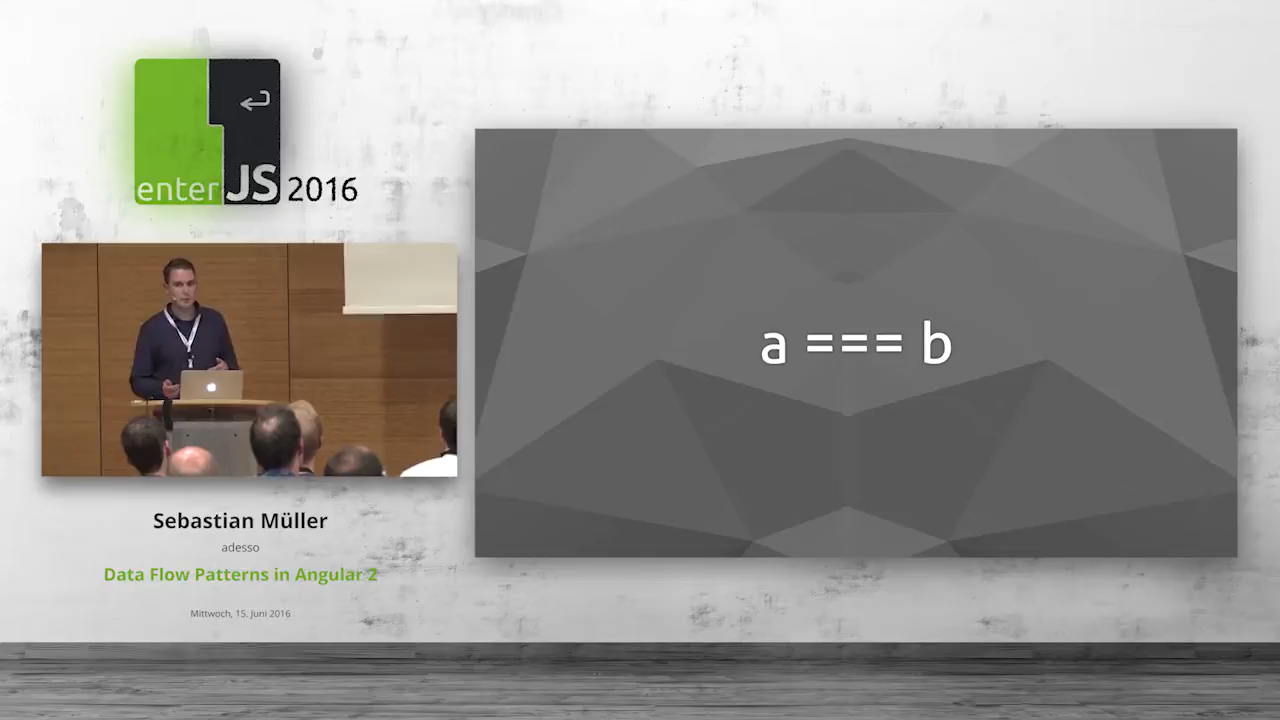 enterJS 2016
a === b
Sebastian Müller
adesso
Data Flow Patterns in Angular 2
Mittwoch, 15. Juni 2016